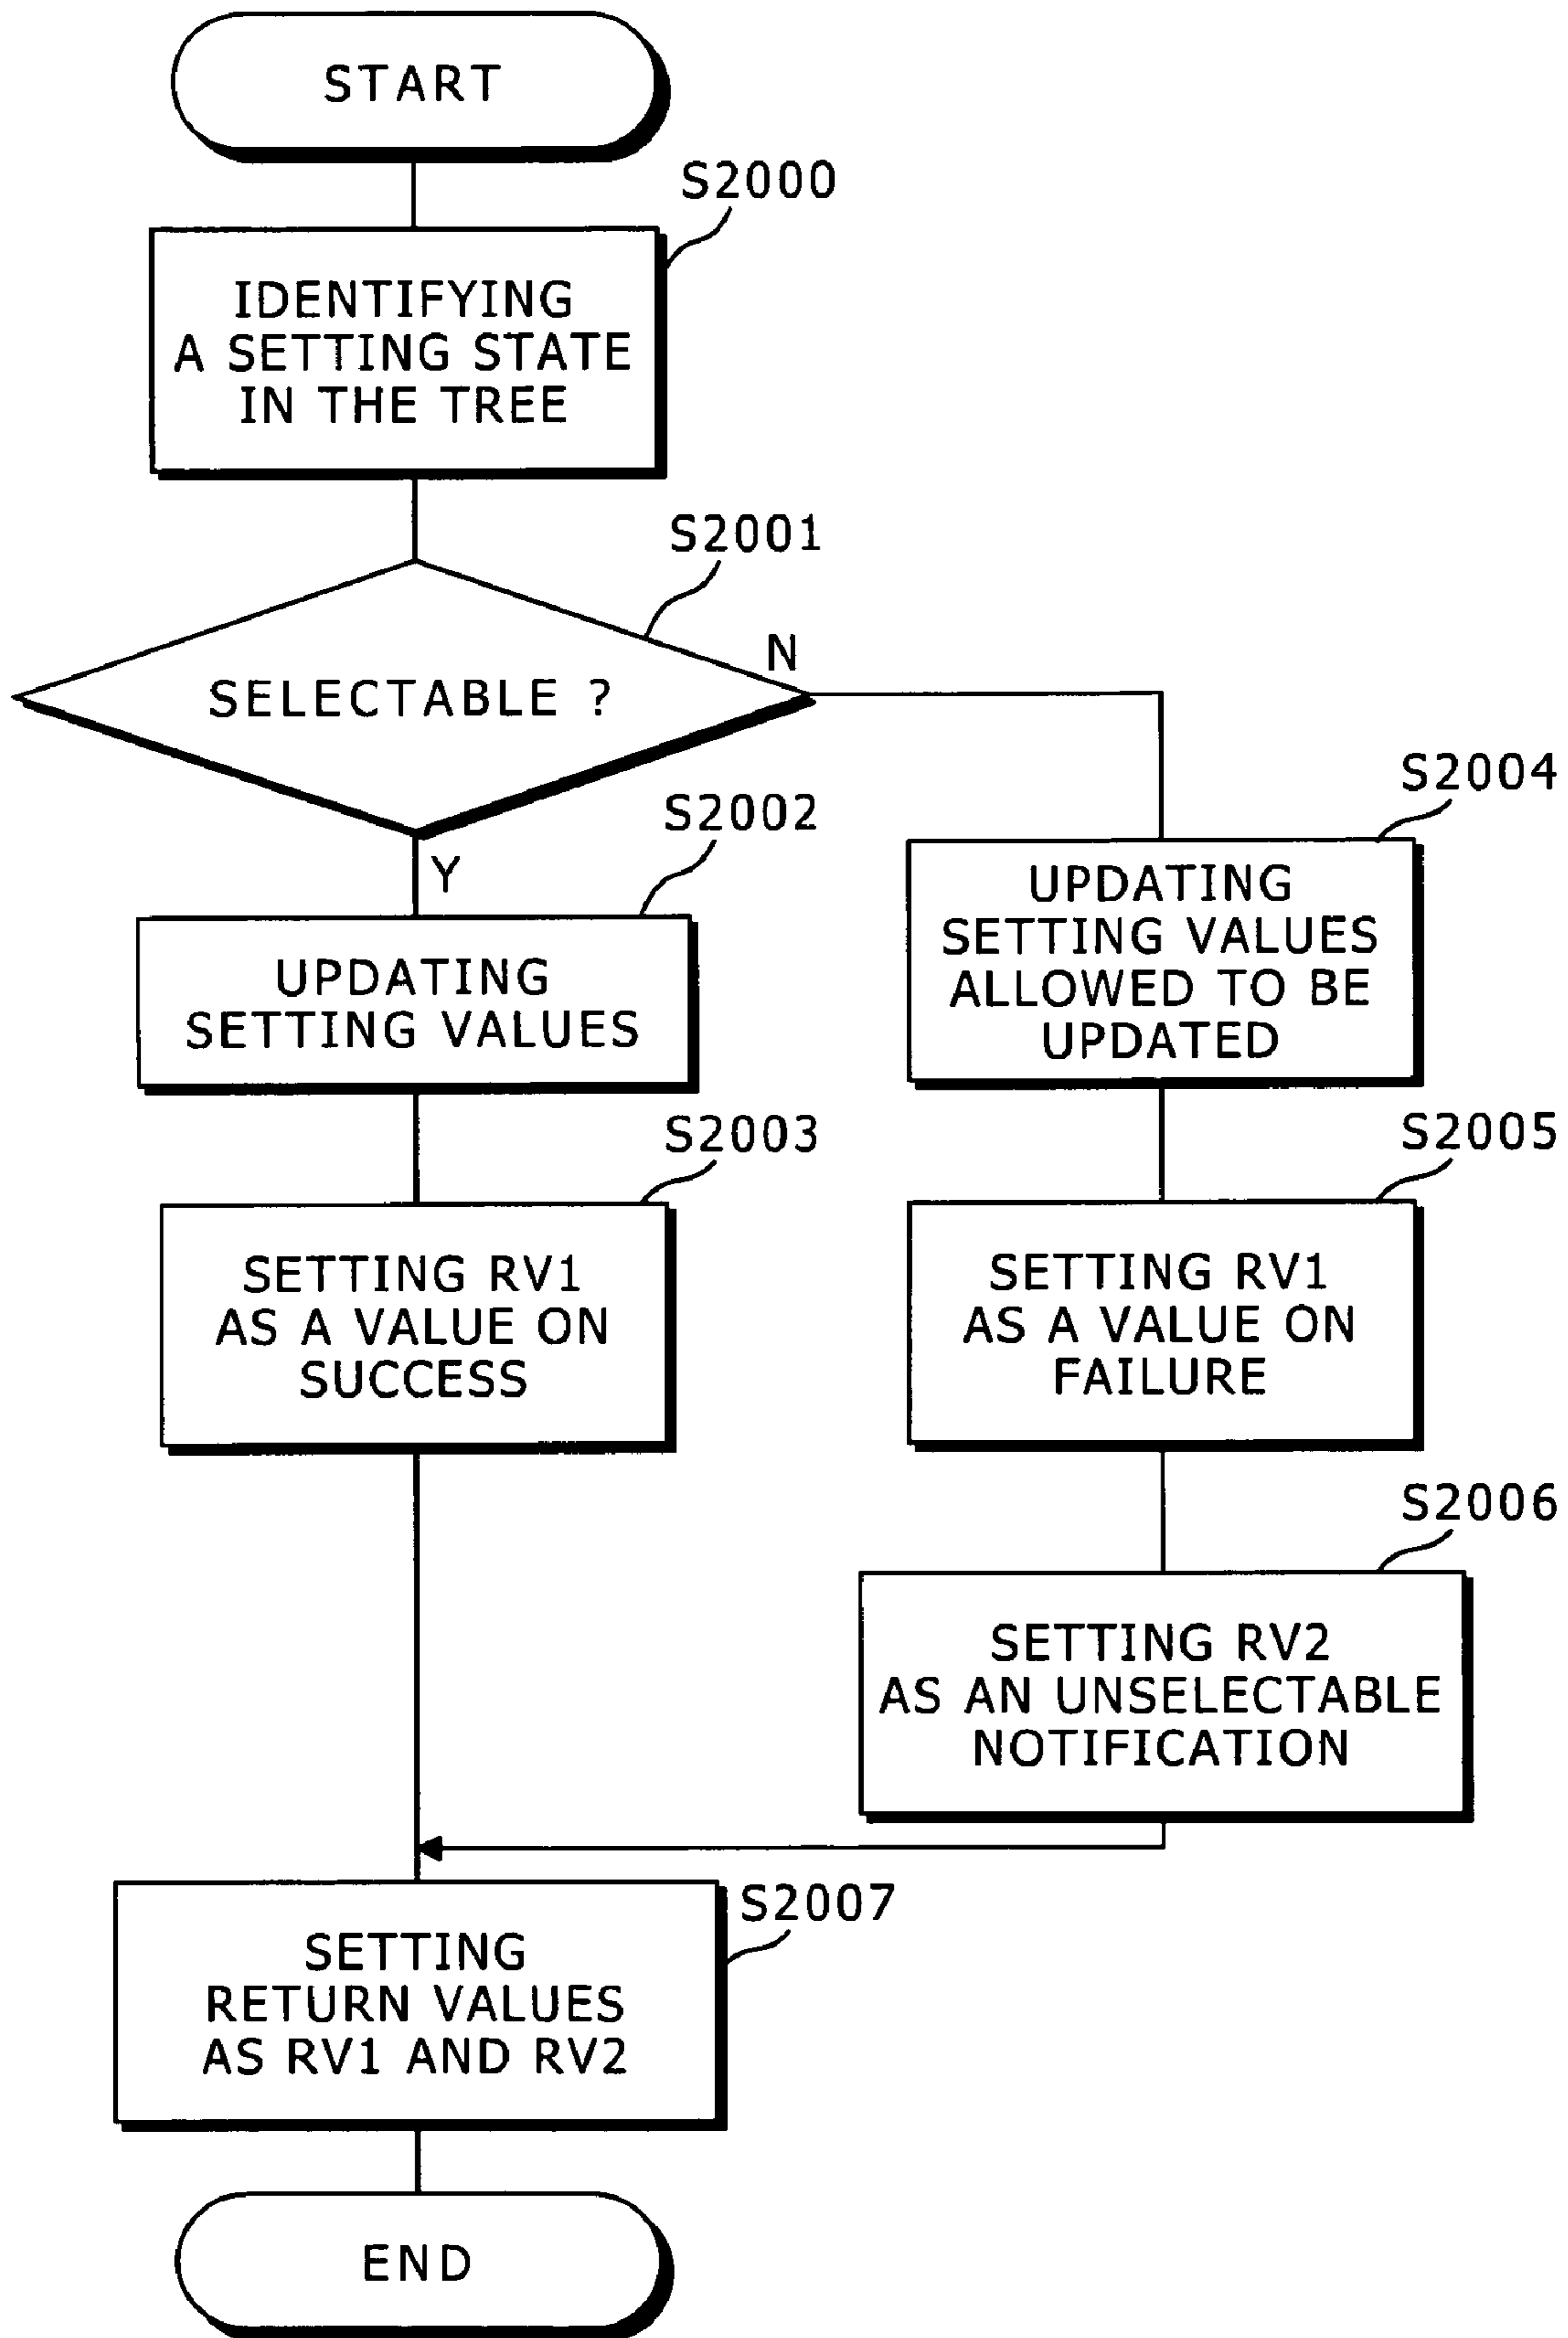 START
S2000
IDENTIFYING
A SETTING STATE
IN THE TREE
S2001
SELECTABLE ?
N
Y
S2002
UPDATING
SETTING VALUES
S2003
SETTING RV1
AS A VALUE ON
SUCCESS
S2004
UPDATING
SETTING VALUES
ALLOWED TO BE
UPDATED
S2005
SETTING RV1
AS A VALUE ON
FAILURE
S2006
SETTING RV2
AS AN UNSELECTABLE
NOTIFICATION
S2007
SETTING
RETURN VALUES
AS RV1 AND RV2
END